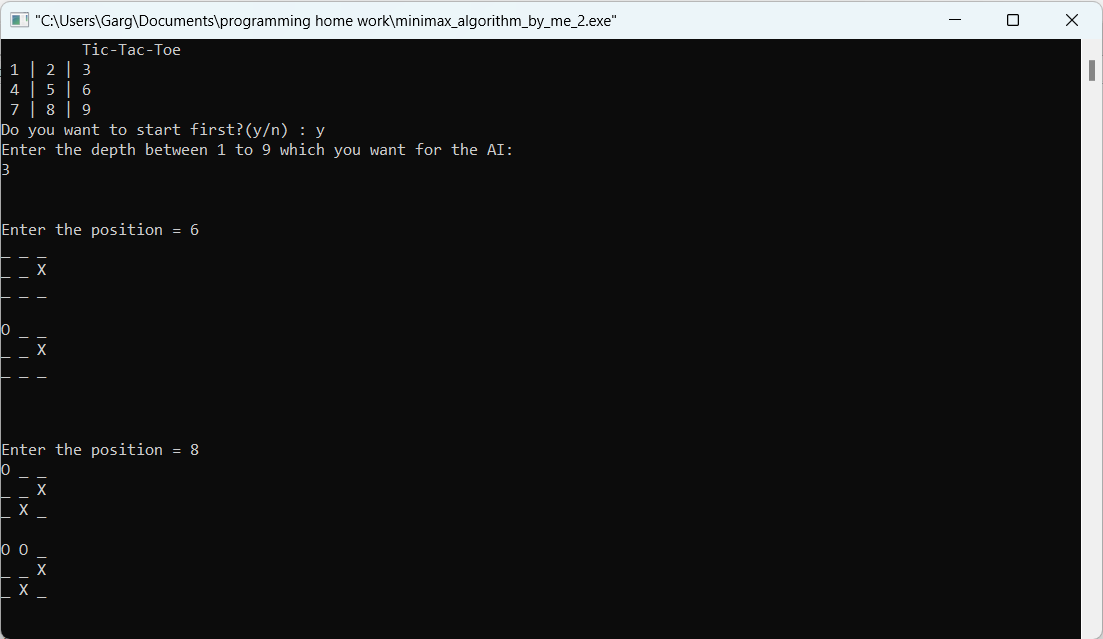 "C:\Users\Garg\Documents\programming home work\minimax_algorithm_by_me_2.exe"
Tic-Tac-Toe
1 | 2 | 3
4 | 5 | 6
7 | 8 | 9
Do you want to start first?(y/n) : y
Enter the depth between 1 to 9 which you want for the AI:
3
Enter the position = 6
_ _ _
_ _ X
_ _ _
O _ _
_ _ X
_ _ _
Enter the position = 8
O _ _
_ _ X
_ X _
O O _
_ _ X
_ X _